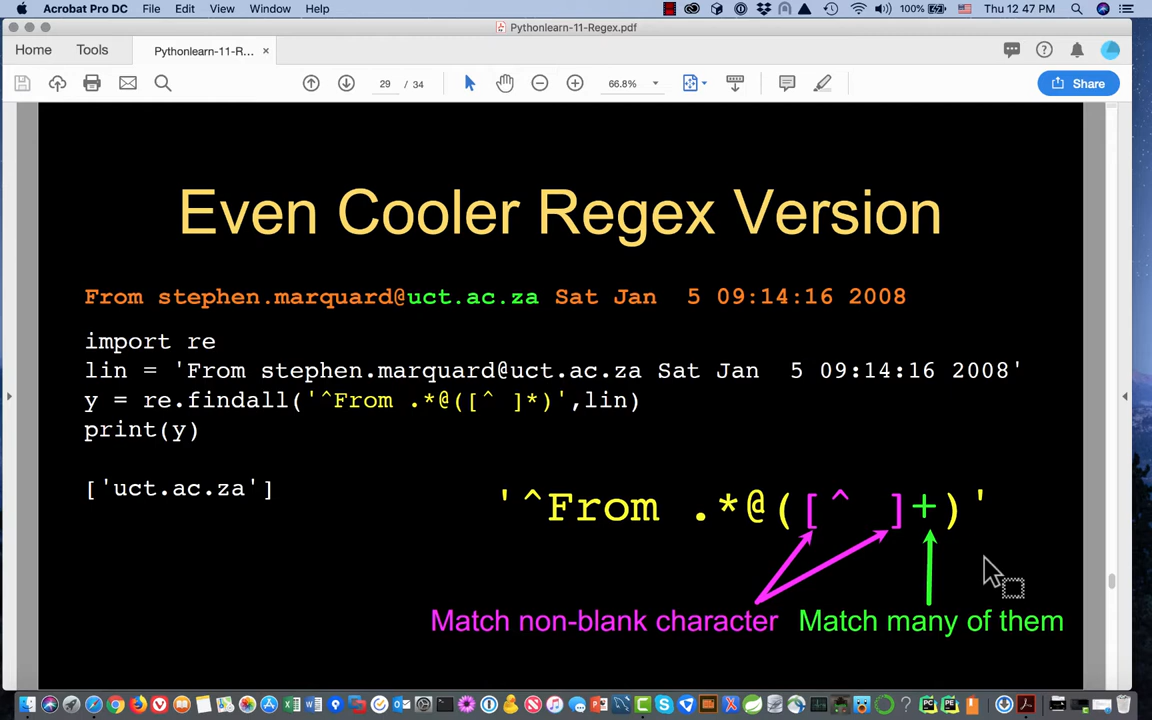 Acrobat Pro DC File Edit View Window Help 100% Thu 12:47 PM
Pythonlearn-11-Regex.pdf
Home Tools Pythonlearn-11-R... ×
29 / 34 66.8% Share
Even Cooler Regex Version
From stephen.marquard@uct.ac.za Sat Jan  5 09:14:16 2008
import re
lin = 'From stephen.marquard@uct.ac.za Sat Jan  5 09:14:16 2008'
y = re.findall('^From .*@([^ ]*)',lin)
print(y)
['uct.ac.za']
'^From .*@([^ ]+)'
Match non-blank character Match many of them